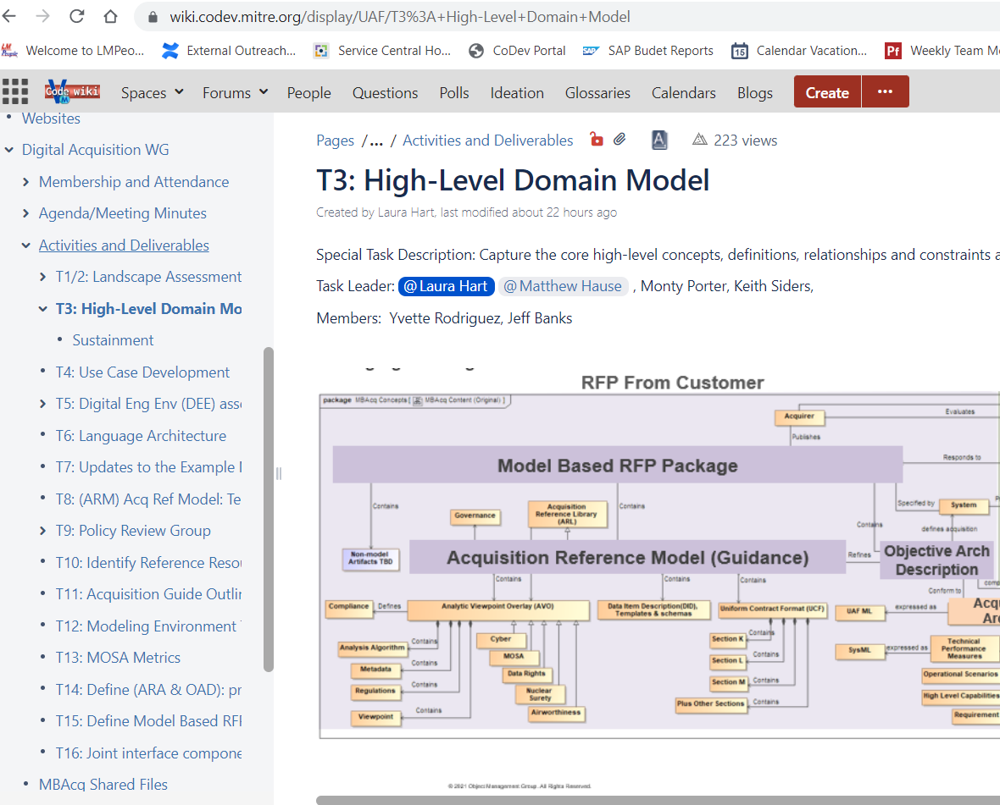 wiki.codev.mitre.org/display/UAF/T3%3A+High-Level+Domain+Model
Welcome to LMPeo...
External Outreach...
Service Central Ho...
CoDev Portal
SAP
SAP Budet Reports
15
Calendar Vacation...
Pf
Weekly Team M
Code wiki
Spaces
Forums
People
Questions
Polls
Ideation
Glossaries
Calendars
Blogs
Create
...
Websites
Digital Acquisition WG
Membership and Attendance
Agenda/Meeting Minutes
Activities and Deliverables
T1/2: Landscape Assessment
T3: High-Level Domain Mo
Sustainment
T4: Use Case Development
T5: Digital Eng Env (DEE) asse
T6: Language Architecture
T7: Updates to the Example
T8: (ARM) Acq Ref Model: Te
T9: Policy Review Group
T10: Identify Reference Resou
T11: Acquisition Guide Outlin
T12: Modeling Environment
T13: MOSA Metrics
T14: Define (ARA & OAD): pr
T15: Define Model Based RFI
T16: Joint interface compone
MBAcq Shared Files
Pages /... / Activities and Deliverables
A
223 views
T3: High-Level Domain Model
Created by Laura Hart, last modified about 22 hours ago
Special Task Description: Capture the core high-level concepts, definitions, relationships and constraints a
Task Leader: @Laura Hart @Matthew Hause , Monty Porter, Keith Siders,
Members: Yvette Rodriguez, Jeff Banks
RFP From Customer
package MBAcq Concepts [ MBAcq Content (Original) ]
Acquirer
Evaluates
Publishes
Model Based RFP Package
Responds to
Contains
Governance
Acquisition
Reference Library
(ARL)
Contains
Specified by
System
Contains
defines acquisition
Non-model
Artifacts TBD
Acquisition Reference Model (Guidance)
Refines
Objective Arch
Description
Contains
Contains
Contains
Conform to
comp
Compliance
Defines
Analytic Viewpoint Overlay (AVO)
Data Item Description(DID),
Templates & schemas
Uniform Contract Format (UCF)
UAF ML
expressed as
Acqu
Are
Analysis Algorithm
Contains
Cyber
Section K
Contains
SysML
expressed as
Technical
Performance
Measures
MOSA
Metadata
Contains
Data Rights
Section L
Contains
Operational Scenarios
Regulations
Contains
Nuclear
Surety
Section M
Contains
High Level Capabilities
Viewpoint
Contains
Airworthiness
Plus Other Sections
Contains
Requirement
© 2021 Object Management Group. All Rights Reserved.